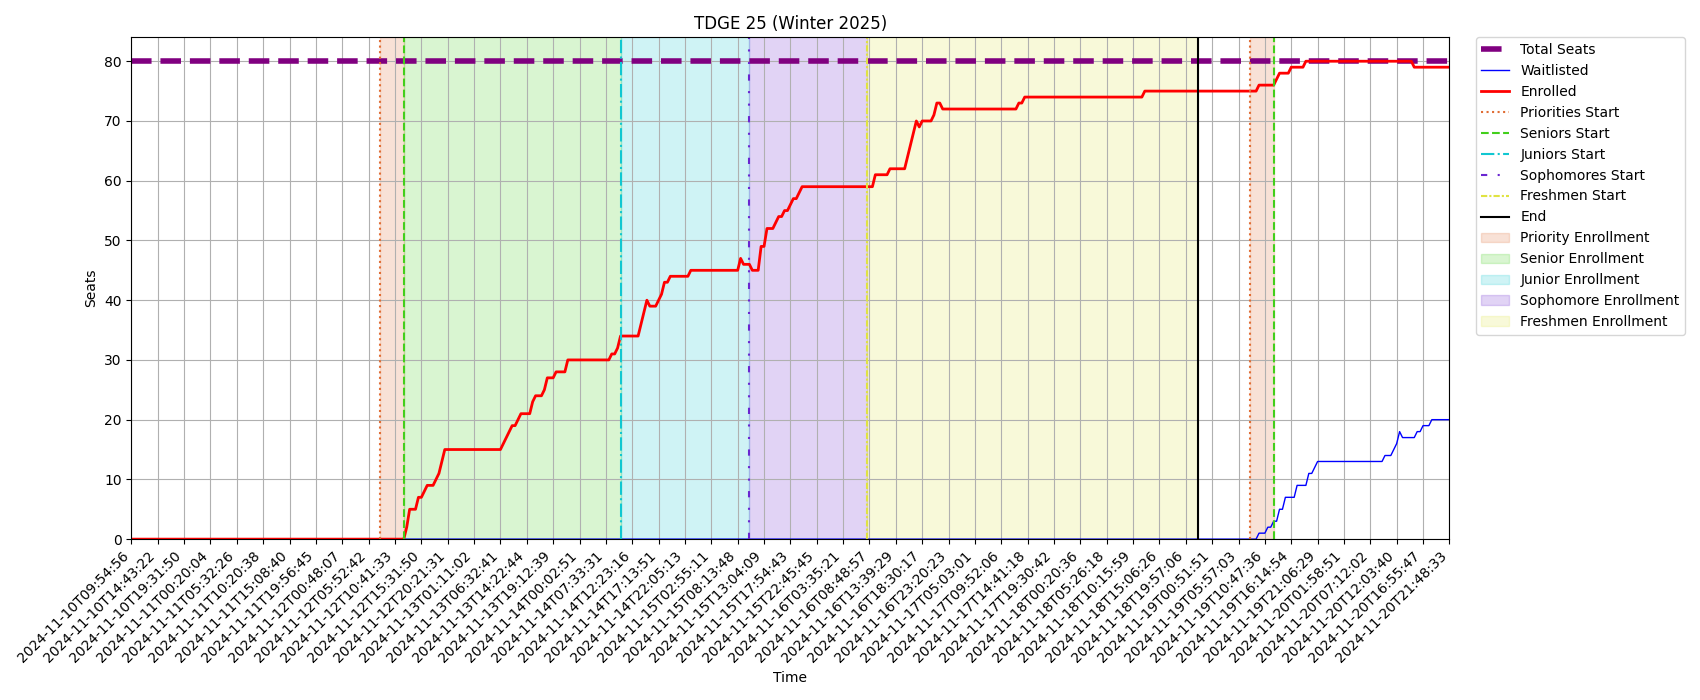 TDGE 25 (Winter 2025)
Total Seats
Waitlisted
Enrolled
Priorities Start
Seniors Start
Juniors Start
Sophomores Start
Freshmen Start
End
Priority Enrollment
Senior Enrollment
Junior Enrollment
Sophomore Enrollment
Freshmen Enrollment
Seats
80
70
60
50
40
30
20
10
0
2024-11-10T09:54:56
2024-11-10T14:43:22
2024-11-10T19:31:50
2024-11-11T00:20:04
2024-11-11T05:32:26
2024-11-11T10:20:38
2024-11-11T15:08:40
2024-11-11T19:56:45
2024-11-12T00:48:07
2024-11-12T05:52:42
2024-11-12T10:41:33
2024-11-12T15:31:50
2024-11-12T20:21:31
2024-11-13T01:11:02
2024-11-13T06:32:41
2024-11-13T14:22:44
2024-11-13T19:12:39
2024-11-14T00:02:51
2024-11-14T07:33:31
2024-11-14T12:23:16
2024-11-14T17:13:51
2024-11-14T22:05:13
2024-11-15T02:55:11
2024-11-15T08:13:48
2024-11-15T13:04:09
2024-11-15T17:54:43
2024-11-15T22:45:45
2024-11-16T03:35:21
2024-11-16T08:48:57
2024-11-16T13:39:29
2024-11-16T18:30:17
2024-11-16T23:20:23
2024-11-17T05:03:01
2024-11-17T09:52:06
2024-11-17T14:41:18
2024-11-17T19:30:42
2024-11-18T00:20:36
2024-11-18T05:26:18
2024-11-18T10:15:59
2024-11-18T15:06:26
2024-11-18T19:57:06
2024-11-19T00:51:51
2024-11-19T05:57:03
2024-11-19T10:47:36
2024-11-19T16:14:54
2024-11-19T21:06:29
2024-11-20T01:58:51
2024-11-20T07:12:02
2024-11-20T12:03:40
2024-11-20T16:55:47
2024-11-20T21:48:33
Time